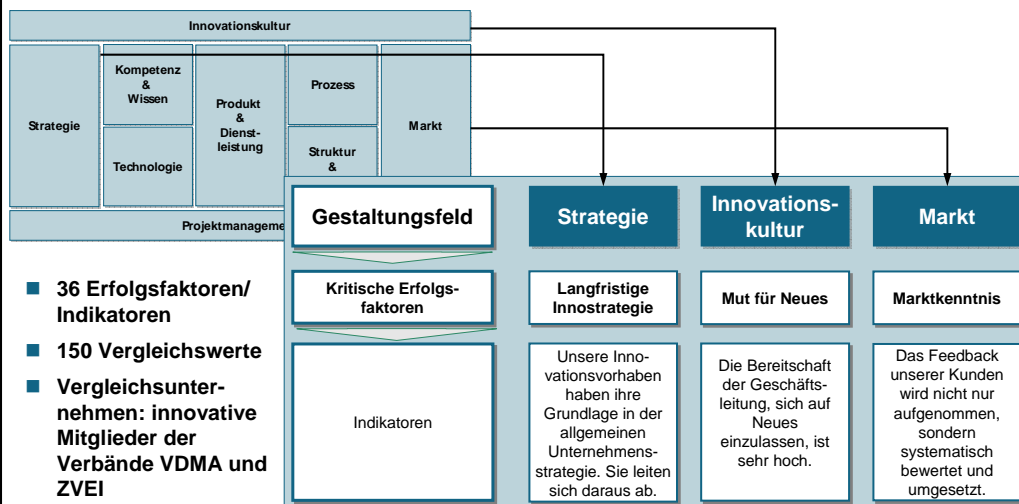 Innovationskultur
Strategie
Kompetenz
&
Wissen
Technologie
Produkt
&
Dienst-
leistung
Prozess
Struktur
&
Markt
Projektmanageme
36 Erfolgsfaktoren/
Indikatoren
150 Vergleichswerte
Vergleichsunter-
nehmen: innovative
Mitglieder der
Verbände VDMA und
ZVEI
Gestaltungsfeld
Strategie
Innovations-
kultur
Markt
Kritische Erfolgs-
faktoren
Langfristige
Innostrategie
Mut für Neues
Marktkenntnis
Indikatoren
Unsere Inno-
vationsvorhaben
haben ihre
Grundlage in der
allgemeinen
Unternehmens-
strategie. Sie leiten
sich daraus ab.
Die Bereitschaft
der Geschäfts-
leitung, sich auf
Neues
einzulassen, ist
sehr hoch.
Das Feedback
unserer Kunden
wird nicht nur
aufgenommen,
sondern
systematisch
bewertet und
umgesetzt.